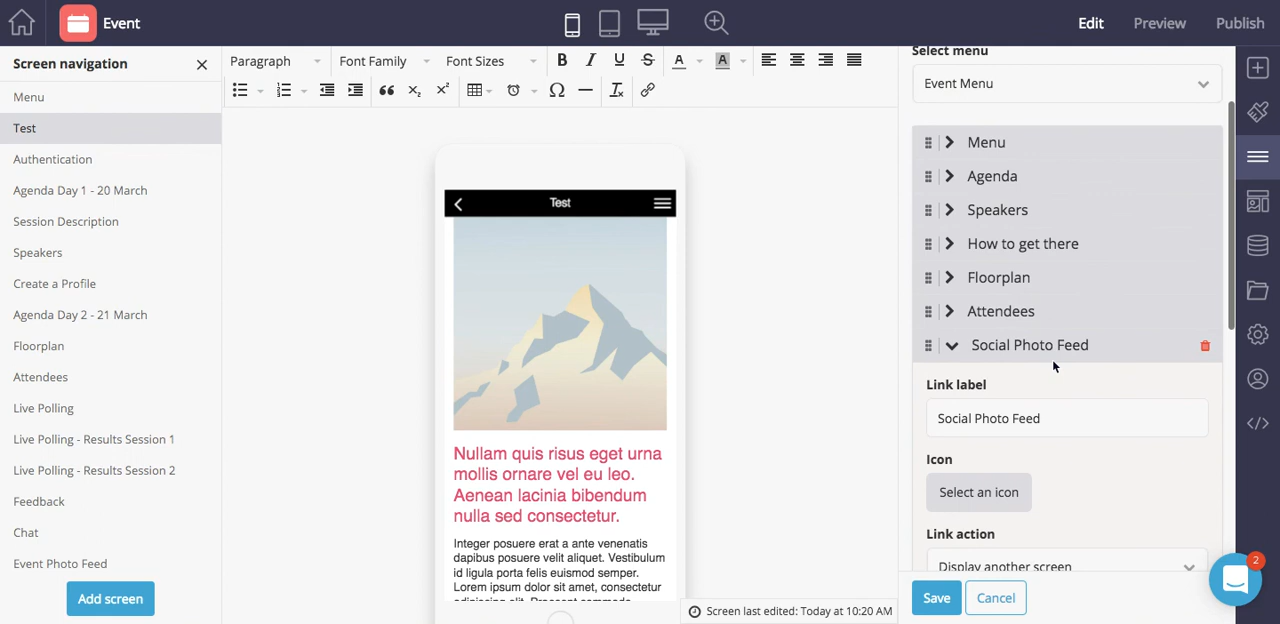 Event
Edit
Preview
Publish
Screen navigation
Menu
Test
Authentication
Agenda Day 1 - 20 March
Session Description
Speakers
Create a Profile
Agenda Day 2 - 21 March
Floorplan
Attendees
Live Polling
Live Polling - Results Session 1
Live Polling - Results Session 2
Feedback
Chat
Event Photo Feed
Add screen
Paragraph
Font Family
Font Sizes
B I U S A A
Test
Nullam quis risus eget urna
mollis ornare vel eu leo.
Aenean lacinia bibendum
nulla sed consectetur.
Integer posuere erat a ante venenatis
dapibus posuere velit aliquet. Vestibulum
id ligula porta felis euismod semper.
Lorem ipsum dolor sit amet, consectetur
Screen last edited: Today at 10:20 AM
Select menu
Event Menu
Menu
Agenda
Speakers
How to get there
Floorplan
Attendees
Social Photo Feed
Link label
Social Photo Feed
Icon
Select an icon
Link action
Display another screen
Save
Cancel
2